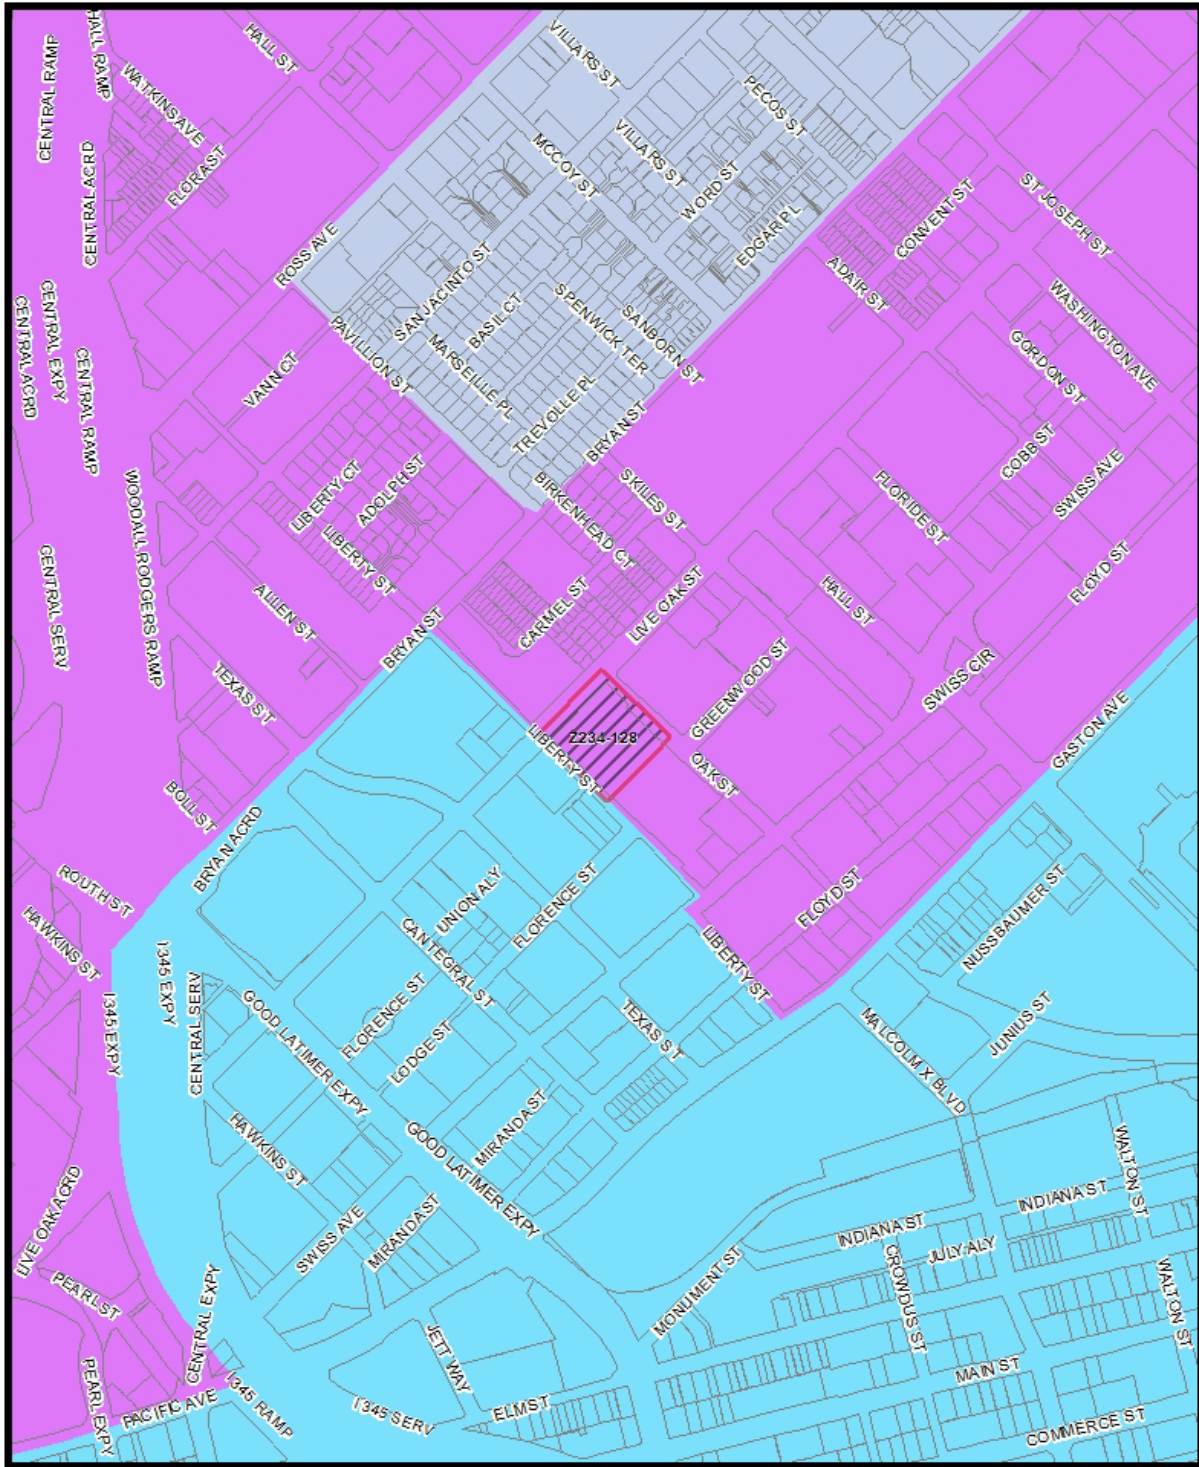 CENTRAL RAMP
HALL RAMP
HALL ST
VILLARS ST
WATKINS AVE
PECOS ST
CENTRAL ACRD
FLORA ST
MCCOY ST
VILLARS ST
WORD ST
CONVENT ST
ST JOSEPH ST
ROSS AVE
EDGAR PL
ADAIR ST
SAN JACINTO ST
CENTRAL ACRD
CENTRAL EXPY
CENTRAL RAMP
BASIL CT
SPENWICK TER
SANBORN ST
WASHINGTON AVE
PAVILLION ST
MARSEILLE PL
GORDON ST
VANN CT
TREVOLLE PL
BRYAN ST
COBB ST
SWISS AVE
LIBERTY CT
ADOLPH ST
BIRKENHEAD CT
SKILES ST
FLORIDE ST
WOODALL RODGERS RAMP
LIBERTY ST
CENTRAL SERV
FLOYD ST
ALLEN ST
CARMEL ST
LIVE OAK ST
HALL ST
BRYAN ST
TEXAS ST
GREENWOOD ST
SWISS CIR
Z234-128
LIBERTY ST
OAK ST
GASTON AVE
BOLL ST
BRYAN ACRD
ROUTH ST
UNION ALY
FLORENCE ST
FLOYD ST
HAWKINS ST
CANTEGRAL ST
NUSSBAUMER ST
LIBERTY ST
I345 EXPY
I345 EXPY
CENTRAL SERV
GOOD LATIMER EXPY
FLORENCE ST
LODGE ST
TEXAS ST
MALCOLM X BLVD
JUNIUS ST
HAWKINS ST
MIRANDA ST
GOOD LATIMER EXPY
WALTON ST
LIVE OAK ACRD
SWISS AVE
MIRANDA ST
INDIANA ST
INDIANA ST
JULY ALY
PEARL ST
CENTRAL EXPY
MONUMENT ST
CROWDUS ST
WALTON ST
JETT WAY
PEARL EXPY
PACIFIC AVE
I345 RAMP
I345 SERV
ELM ST
MAIN ST
COMMERCE ST